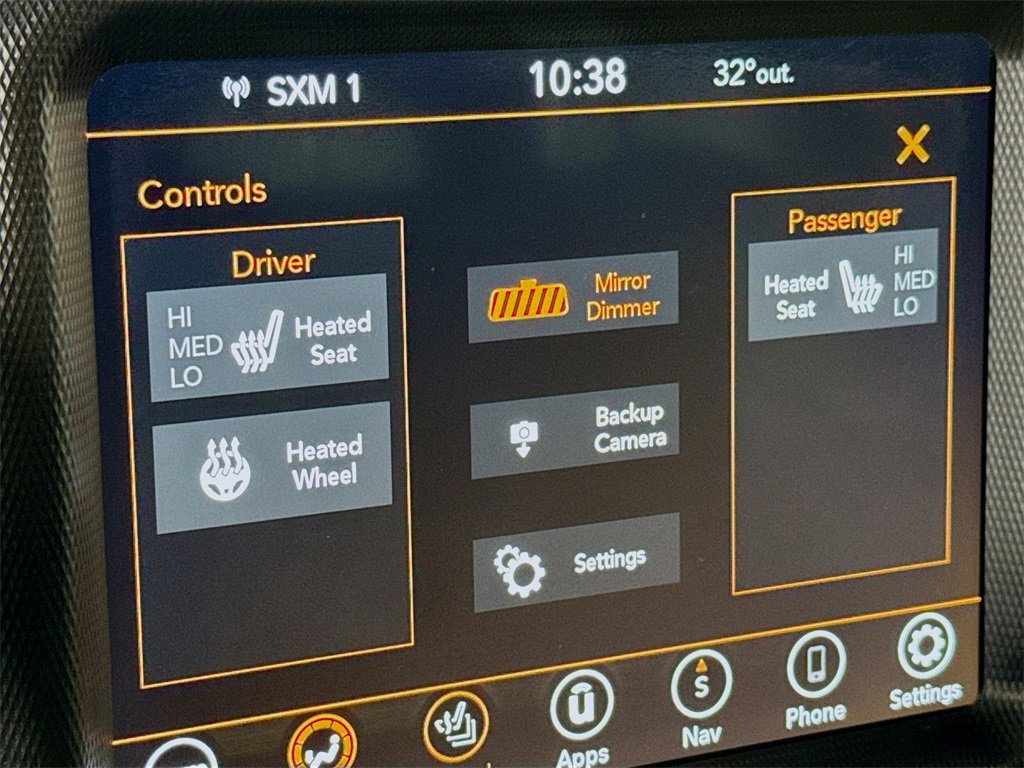 SXM 1
10:38
32° out.
Controls
Driver
HI
MED
LO
Heated
Seat
Heated
Wheel
Mirror
Dimmer
Backup
Camera
Settings
Passenger
Heated
Seat
HI
MED
LO
Apps
S
Nav
Phone
Settings